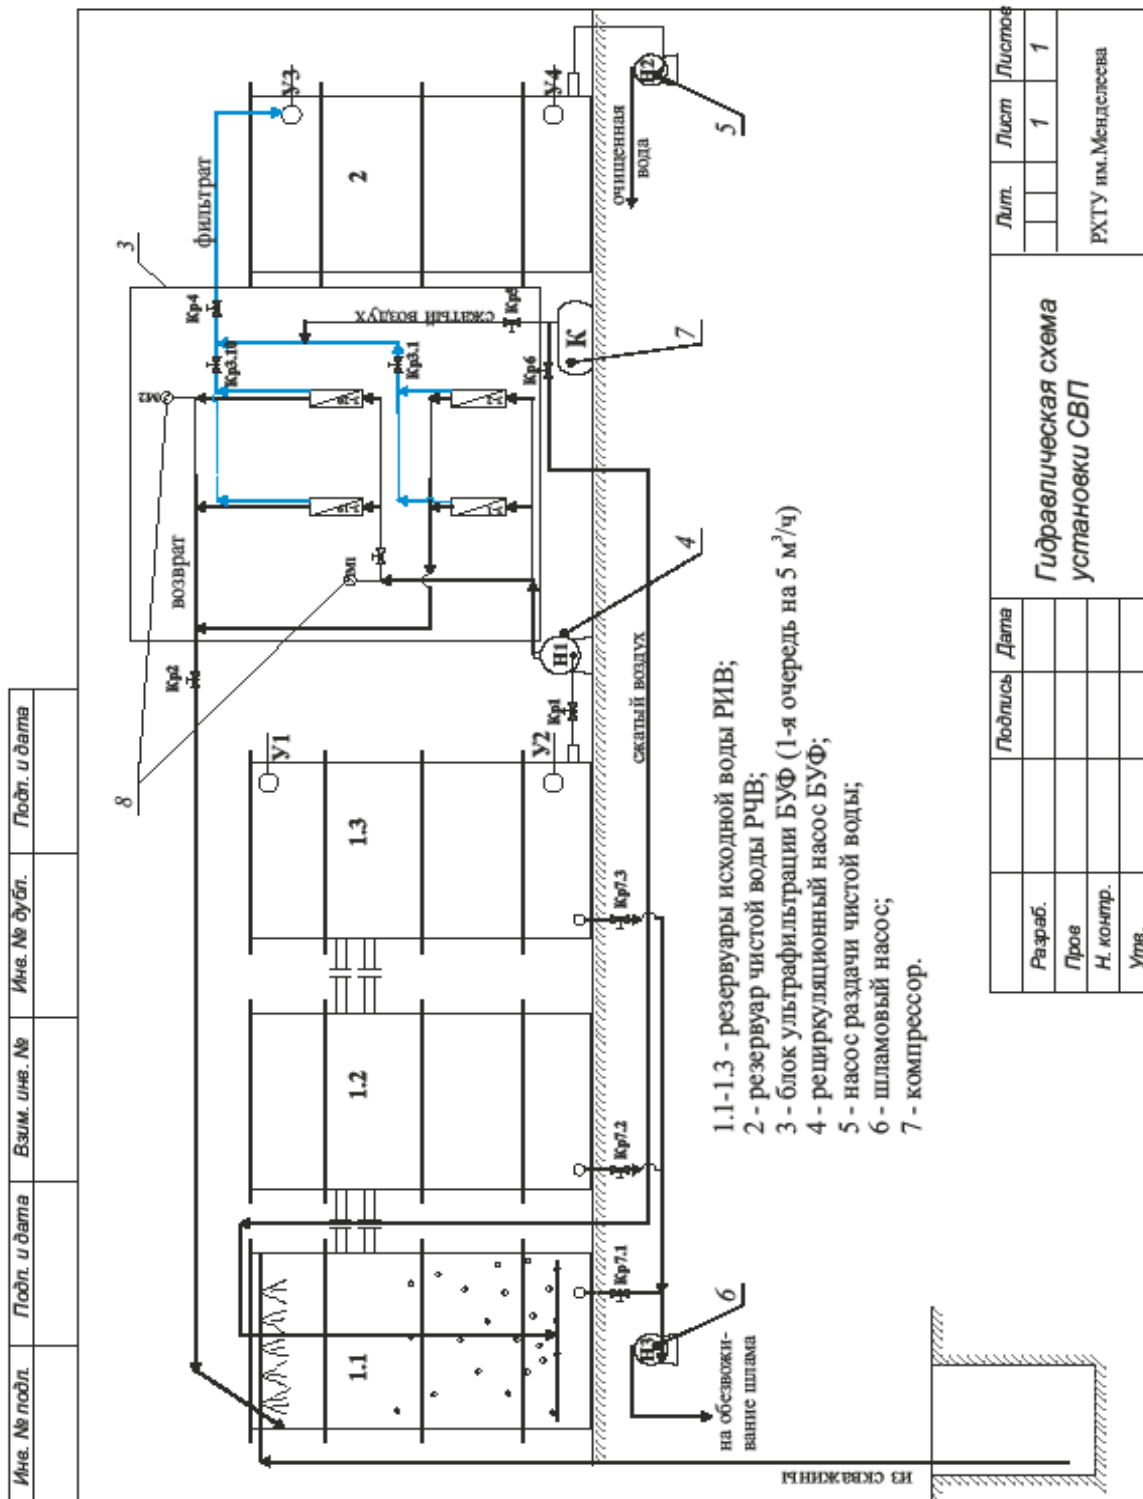 Инв. № подл.
Подп. и дата
Взам. инв. №
Инв. № дубл.
Подп. и дата
8
3
возврат
фильтрат
М2
М1
Кр2
Кр4
Кр3.10
Кр3.1
сжатый воздух
Кр5
Кр6
К
7
У1
У2
У3
У4
1.1
1.2
1.3
2
Кр1
Н1
4
Н2
5
очищенная
вода
Кр7.1
Кр7.2
Кр7.3
сжатый воздух
Н3
6
на обезвожи-
вание шлама
из скважины
1.1-1.3 - резервуары исходной воды РИВ;
2 - резервуар чистой воды РЧВ;
3 - блок ультрафильтрации БУФ (1-я очередь на 5 м³/ч)
4 - рециркуляционный насос БУФ;
5 - насос раздачи чистой воды;
6 - шламовый насос;
7 - компрессор.
Подпись Дата
Разраб.
Пров
Н. контр.
Утв.
Гидравлическая схема
установки СВП
Лит. Лист Листов
1 1
РХТУ им.Менделеева